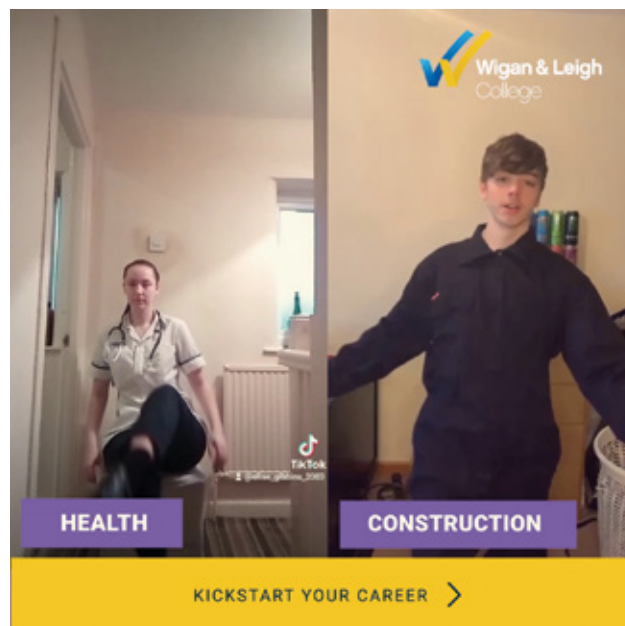 Wigan & Leigh
College
TikTok
HEALTH
CONSTRUCTION
KICKSTART YOUR CAREER